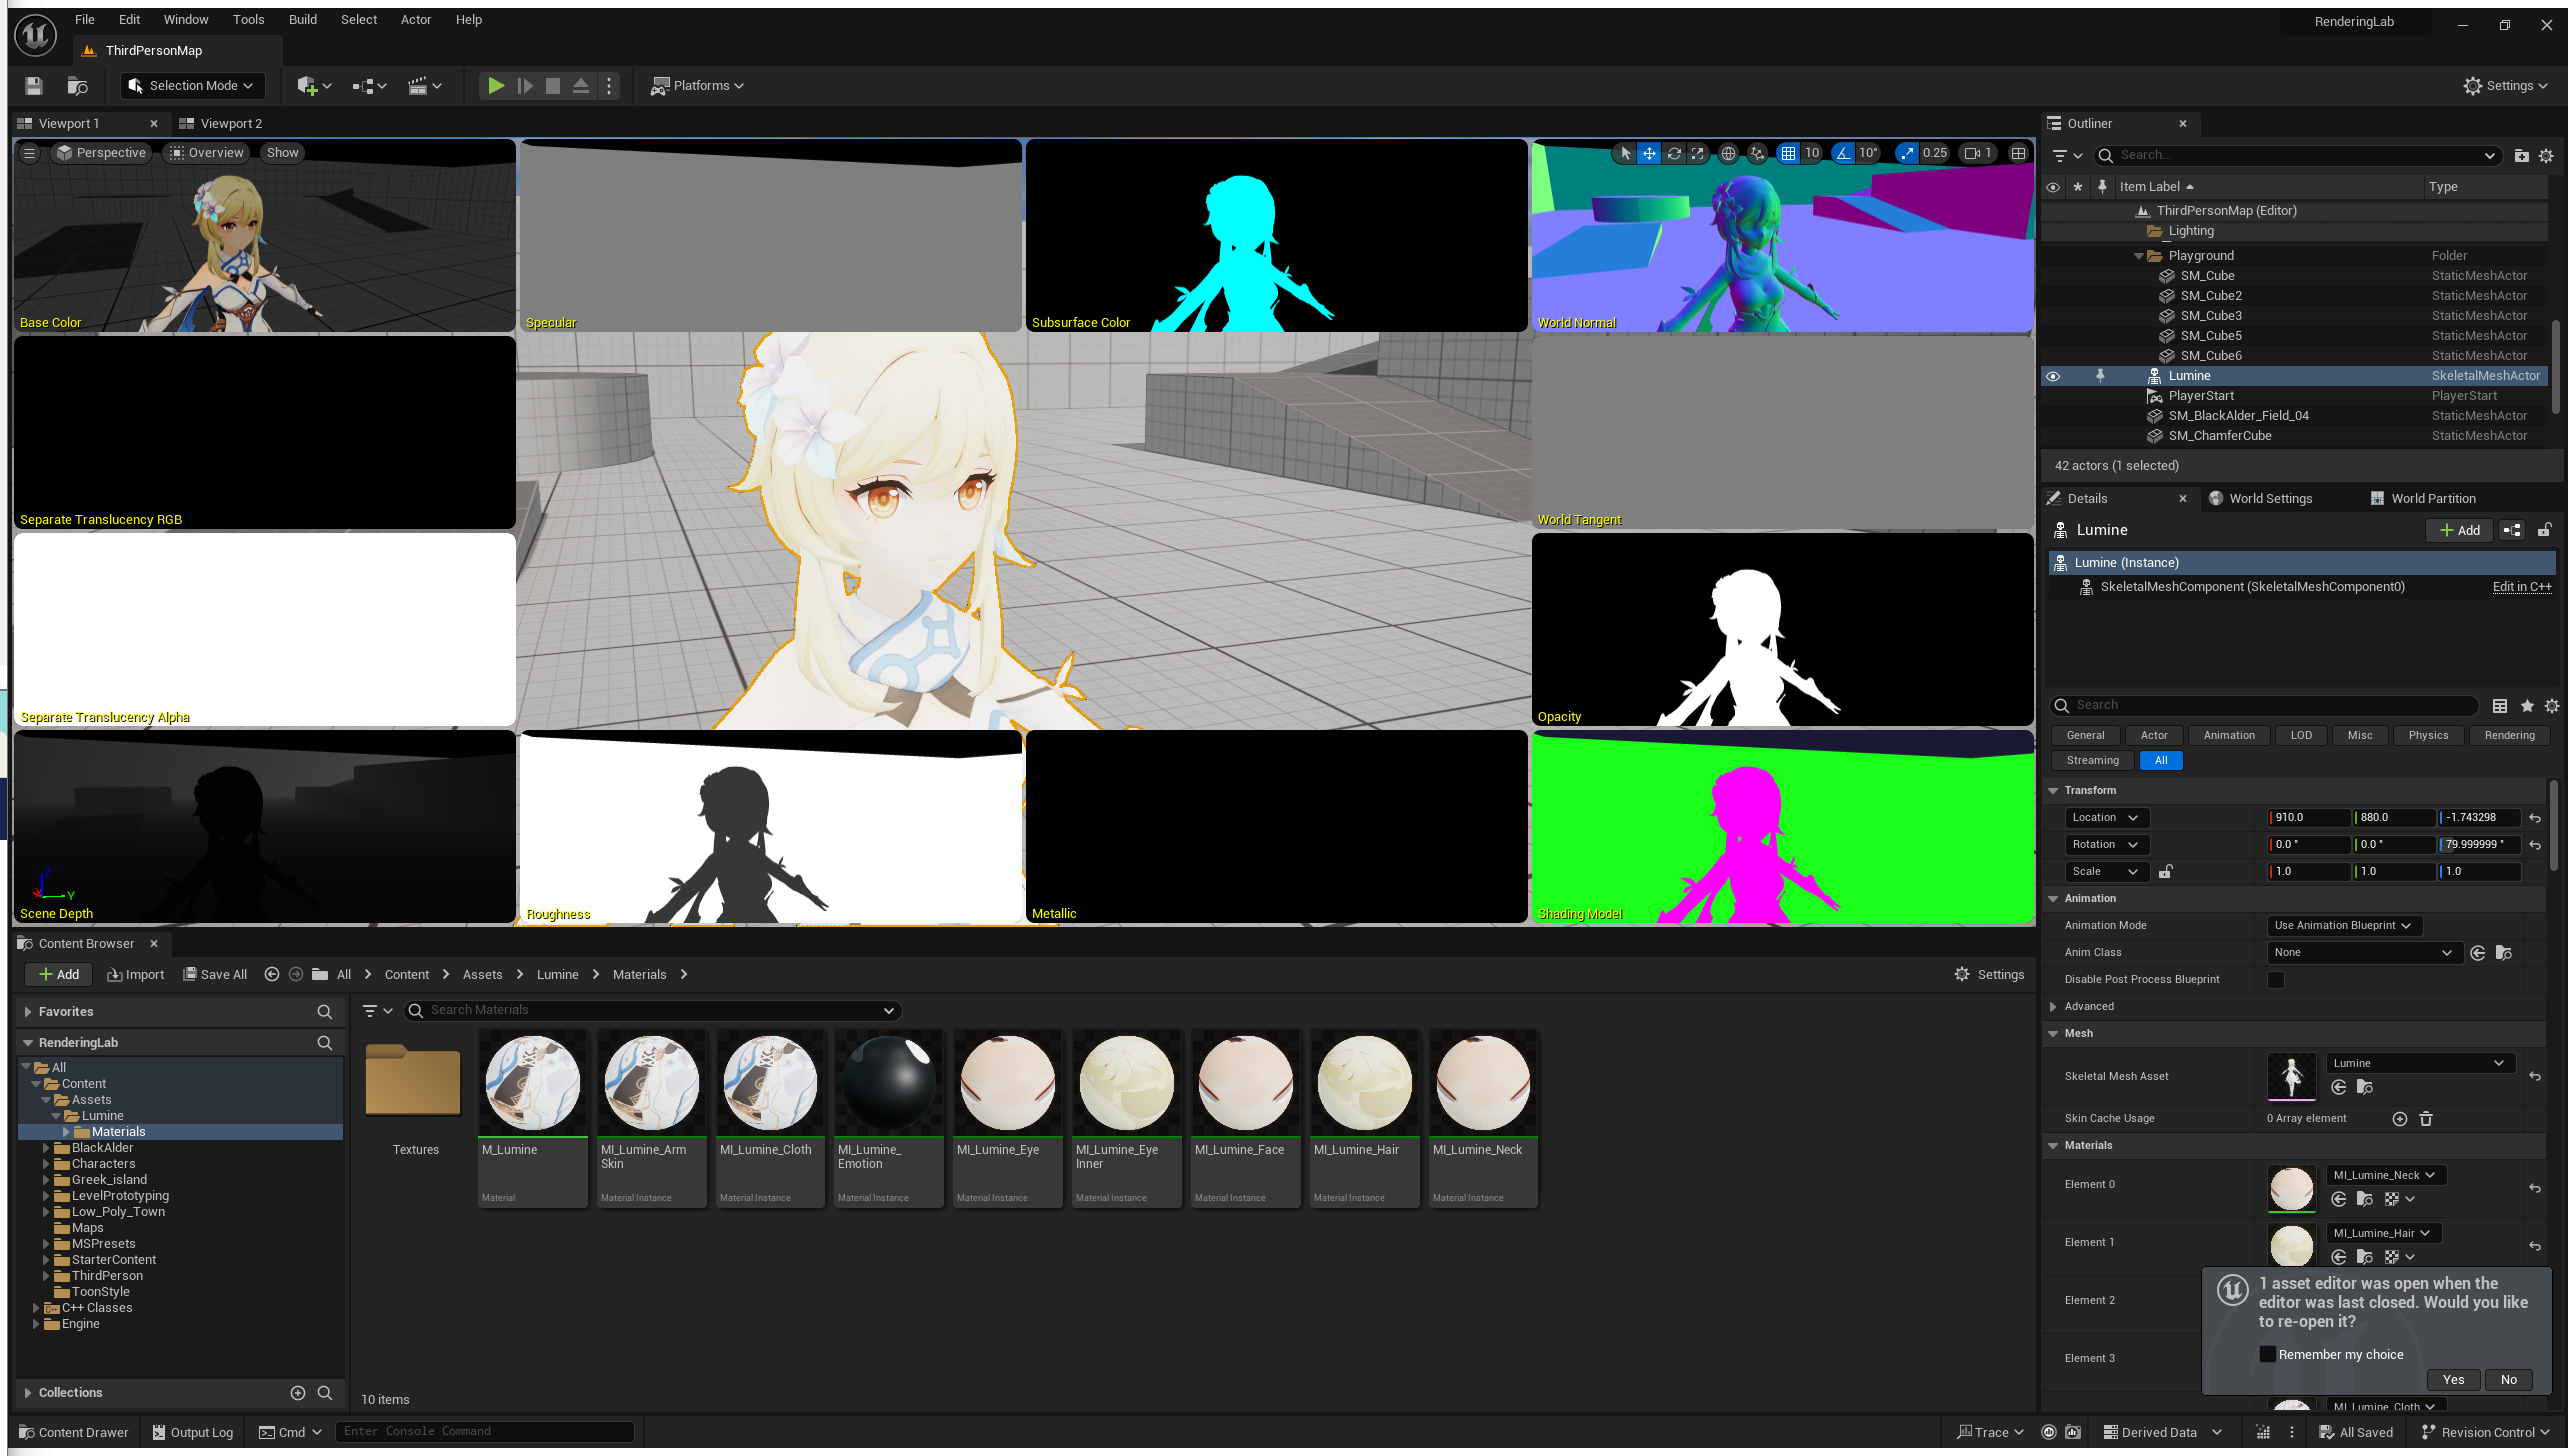 File Edit Window Tools Build Select Actor Help
RenderingLab
ThirdPersonMap
Selection Mode
Platforms
Settings
Viewport 1
Viewport 2
Perspective
Overview
Show
10
10°
0.25
1
Base Color
Specular
Subsurface Color
World Normal
Separate Translucency RGB
World Tangent
Separate Translucency Alpha
Opacity
Z
X
Y
Scene Depth
Roughness
Metallic
Shading Model
Outliner
Search...
Item Label
Type
ThirdPersonMap (Editor)
Lighting
Playground Folder
SM_Cube StaticMeshActor
SM_Cube2 StaticMeshActor
SM_Cube3 StaticMeshActor
SM_Cube5 StaticMeshActor
SM_Cube6 StaticMeshActor
Lumine SkeletalMeshActor
PlayerStart PlayerStart
SM_BlackAlder_Field_04 StaticMeshActor
SM_ChamferCube StaticMeshActor
42 actors (1 selected)
Details
World Settings
World Partition
Lumine
Add
Lumine (Instance)
SkeletalMeshComponent (SkeletalMeshComponent0) Edit in C++
Search
General Actor Animation LOD Misc Physics Rendering
Streaming All
Transform
Location 910.0 880.0 -1.743298
Rotation 0.0 ° 0.0 ° 79.999999 °
Scale 1.0 1.0 1.0
Animation
Animation Mode Use Animation Blueprint
Anim Class None
Disable Post Process Blueprint
Advanced
Mesh
Skeletal Mesh Asset Lumine
Skin Cache Usage 0 Array element
Materials
Element 0 MI_Lumine_Neck
Element 1 MI_Lumine_Hair
Element 2
Element 3
MI_Lumine_Cloth
1 asset editor was open when the
editor was last closed. Would you like
to re-open it?
Remember my choice
Yes No
Content Browser
Add Import Save All All Content Assets Lumine Materials
Settings
Favorites
RenderingLab
All
Content
Assets
Lumine
Materials
BlackAlder
Characters
Greek_island
LevelPrototyping
Low_Poly_Town
Maps
MSPresets
StarterContent
ThirdPerson
ToonStyle
C++ Classes
Engine
Collections
Search Materials
Textures
M_Lumine
Material
MI_Lumine_Arm
Skin
Material Instance
MI_Lumine_Cloth
Material Instance
MI_Lumine_
Emotion
Material Instance
MI_Lumine_Eye
Material Instance
MI_Lumine_Eye
Inner
Material Instance
MI_Lumine_Face
Material Instance
MI_Lumine_Hair
Material Instance
MI_Lumine_Neck
Material Instance
10 items
Content Drawer
Output Log
Cmd
Enter Console Command
Trace
Derived Data
All Saved
Revision Control